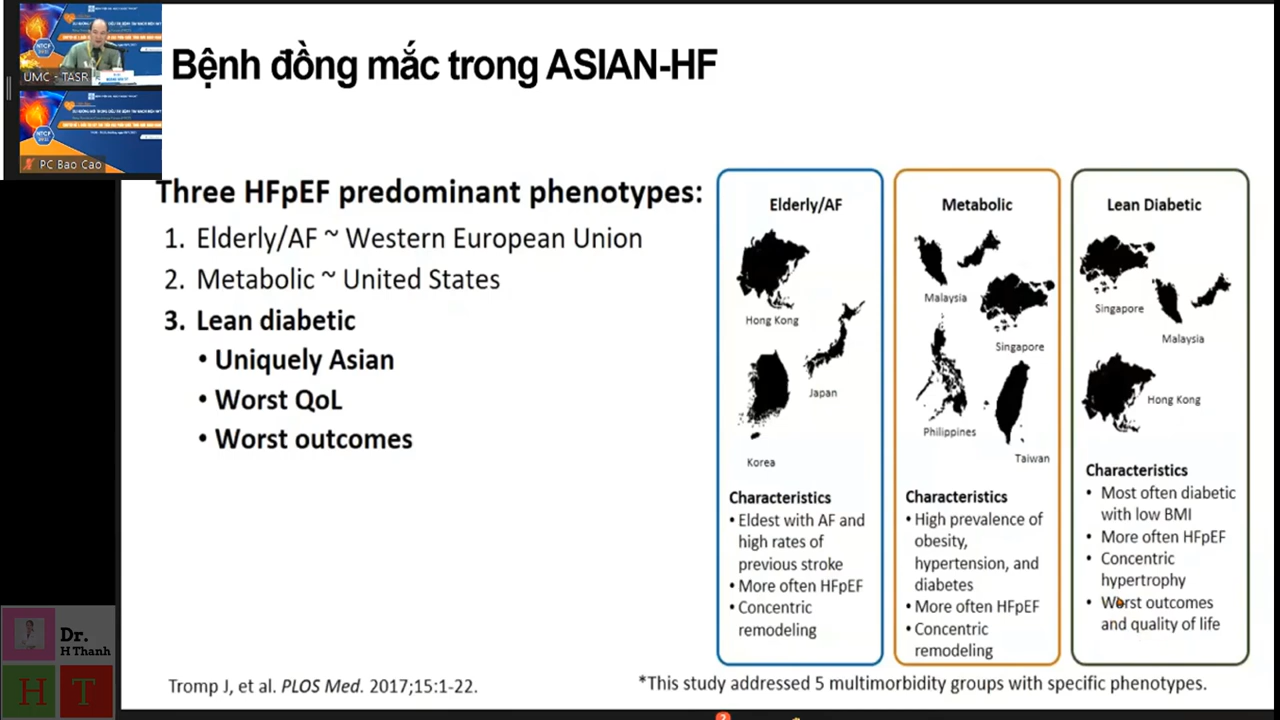 UMC - TASR
PC Bao Cao
Bệnh đồng mắc trong ASIAN-HF
Three HFpEF predominant phenotypes:
1. Elderly/AF ~ Western European Union
2. Metabolic ~ United States
3. Lean diabetic
• Uniquely Asian
• Worst QoL
• Worst outcomes
Elderly/AF
Hong Kong
Japan
Korea
Characteristics
• Eldest with AF and
high rates of
previous stroke
• More often HFpEF
• Concentric
remodeling
Metabolic
Malaysia
Singapore
Philippines
Taiwan
Characteristics
• High prevalence of
obesity,
hypertension, and
diabetes
• More often HFpEF
• Concentric
remodeling
Lean Diabetic
Singapore
Malaysia
Hong Kong
Characteristics
• Most often diabetic
with low BMI
• More often HFpEF
• Concentric
hypertrophy
• Worst outcomes
and quality of life
Tromp J, et al. PLOS Med. 2017;15:1-22.
*This study addressed 5 multimorbidity groups with specific phenotypes.
Dr.
H Thanh
H T